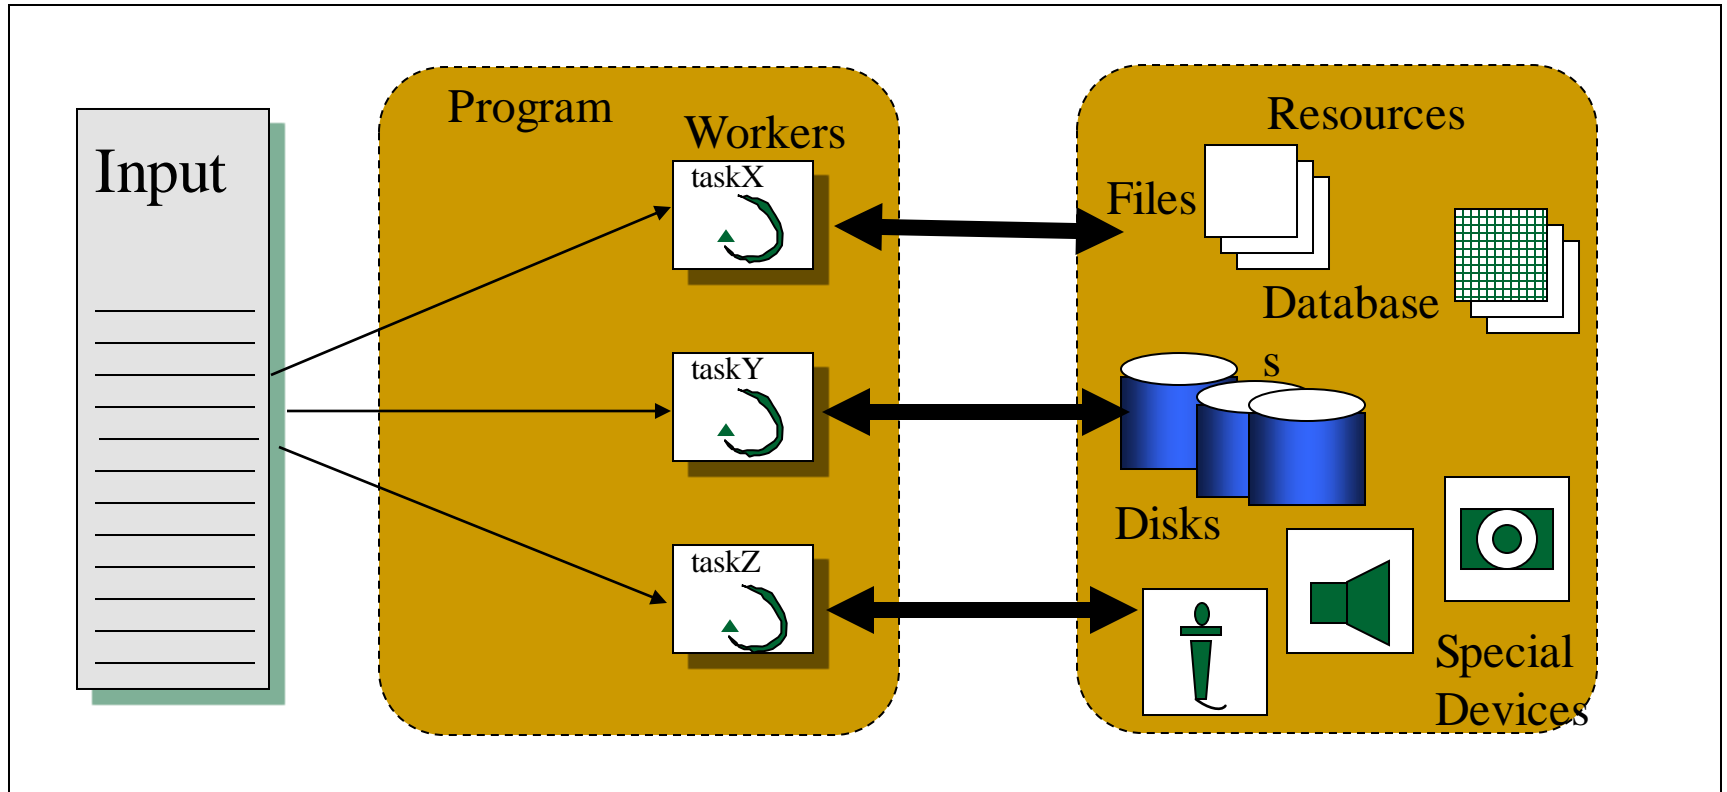 Input
Program
Workers
taskX
taskY
taskZ
Resources
Files
Database
s
Disks
Special
Devices